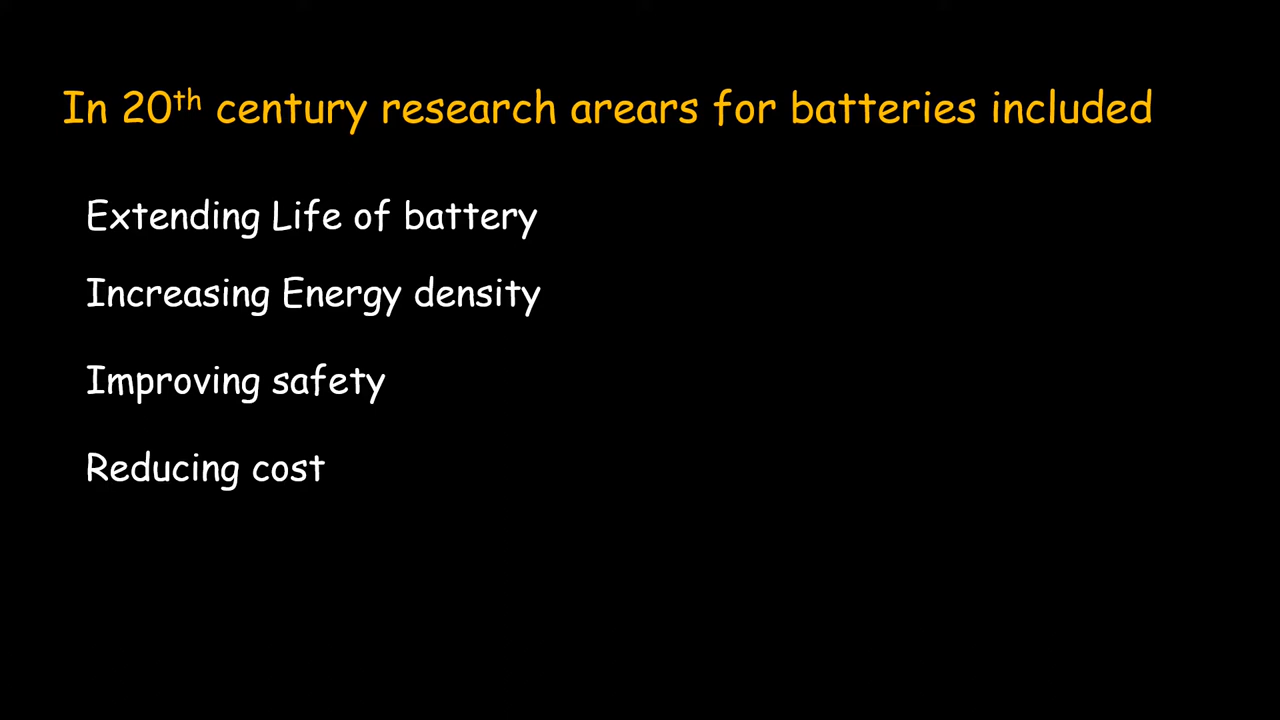 In 20th century research arears for batteries included
Extending Life of battery
Increasing Energy density
Improving safety
Reducing cost